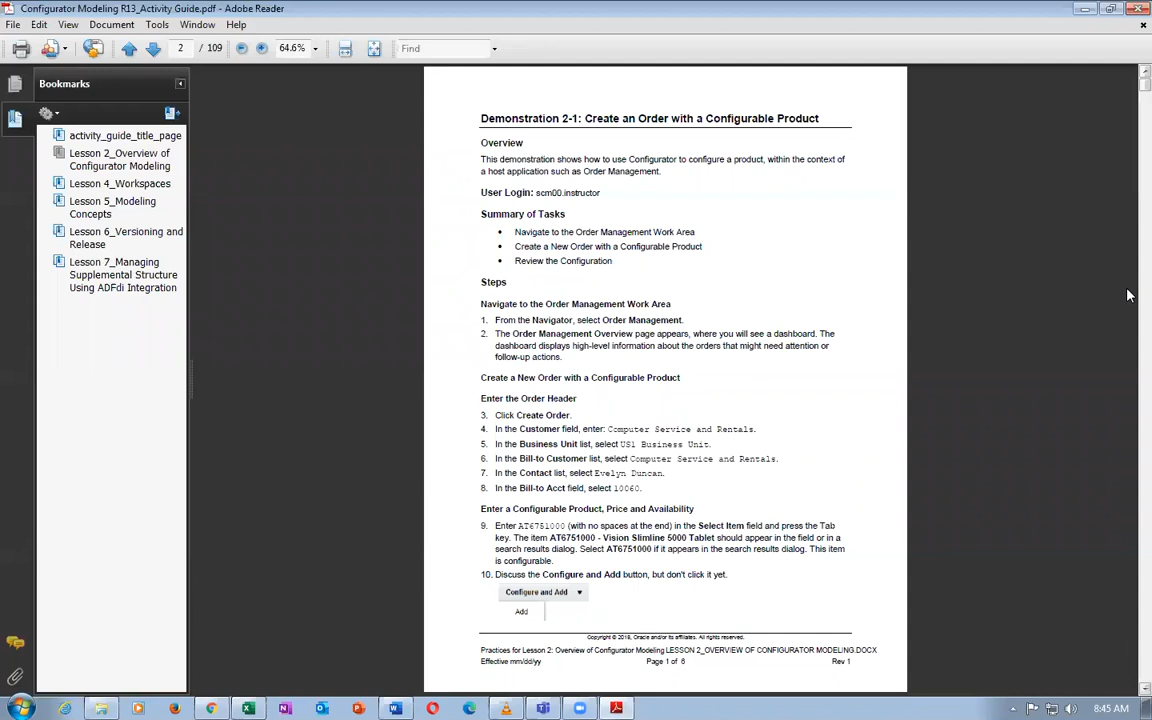 Configurator Modeling R13_Activity Guide.pdf - Adobe Reader
File Edit View Document Tools Window Help
2 / 109 64.6% Find
Bookmarks
activity_guide_title_page
Lesson 2_Overview of
Configurator Modeling
Lesson 4_Workspaces
Lesson 5_Modeling
Concepts
Lesson 6_Versioning and
Release
Lesson 7_Managing
Supplemental Structure
Using ADFdi Integration
Demonstration 2-1: Create an Order with a Configurable Product
Overview
This demonstration shows how to use Configurator to configure a product, within the context of
a host application such as Order Management.
User Login: scm00.instructor
Summary of Tasks
• Navigate to the Order Management Work Area
• Create a New Order with a Configurable Product
• Review the Configuration
Steps
Navigate to the Order Management Work Area
1. From the Navigator, select Order Management.
2. The Order Management Overview page appears, where you will see a dashboard. The
dashboard displays high-level information about the orders that might need attention or
follow-up actions.
Create a New Order with a Configurable Product
Enter the Order Header
3. Click Create Order.
4. In the Customer field, enter: Computer Service and Rentals.
5. In the Business Unit list, select US1 Business Unit.
6. In the Bill-to Customer list, select Computer Service and Rentals.
7. In the Contact list, select Evelyn Duncan.
8. In the Bill-to Acct field, select 10060.
Enter a Configurable Product, Price and Availability
9. Enter AT6751000 (with no spaces at the end) in the Select Item field and press the Tab
key. The item AT6751000 - Vision Slimline 5000 Tablet should appear in the field or in a
search results dialog. Select AT6751000 if it appears in the search results dialog. This item
is configurable.
10. Discuss the Configure and Add button, but don't click it yet.
Configure and Add
Add
Copyright © 2018, Oracle and/or its affiliates. All rights reserved.
Practices for Lesson 2: Overview of Configurator Modeling LESSON 2_OVERVIEW OF CONFIGURATOR MODELING.DOCX
Effective mm/dd/yy Page 1 of 6 Rev 1
8:45 AM